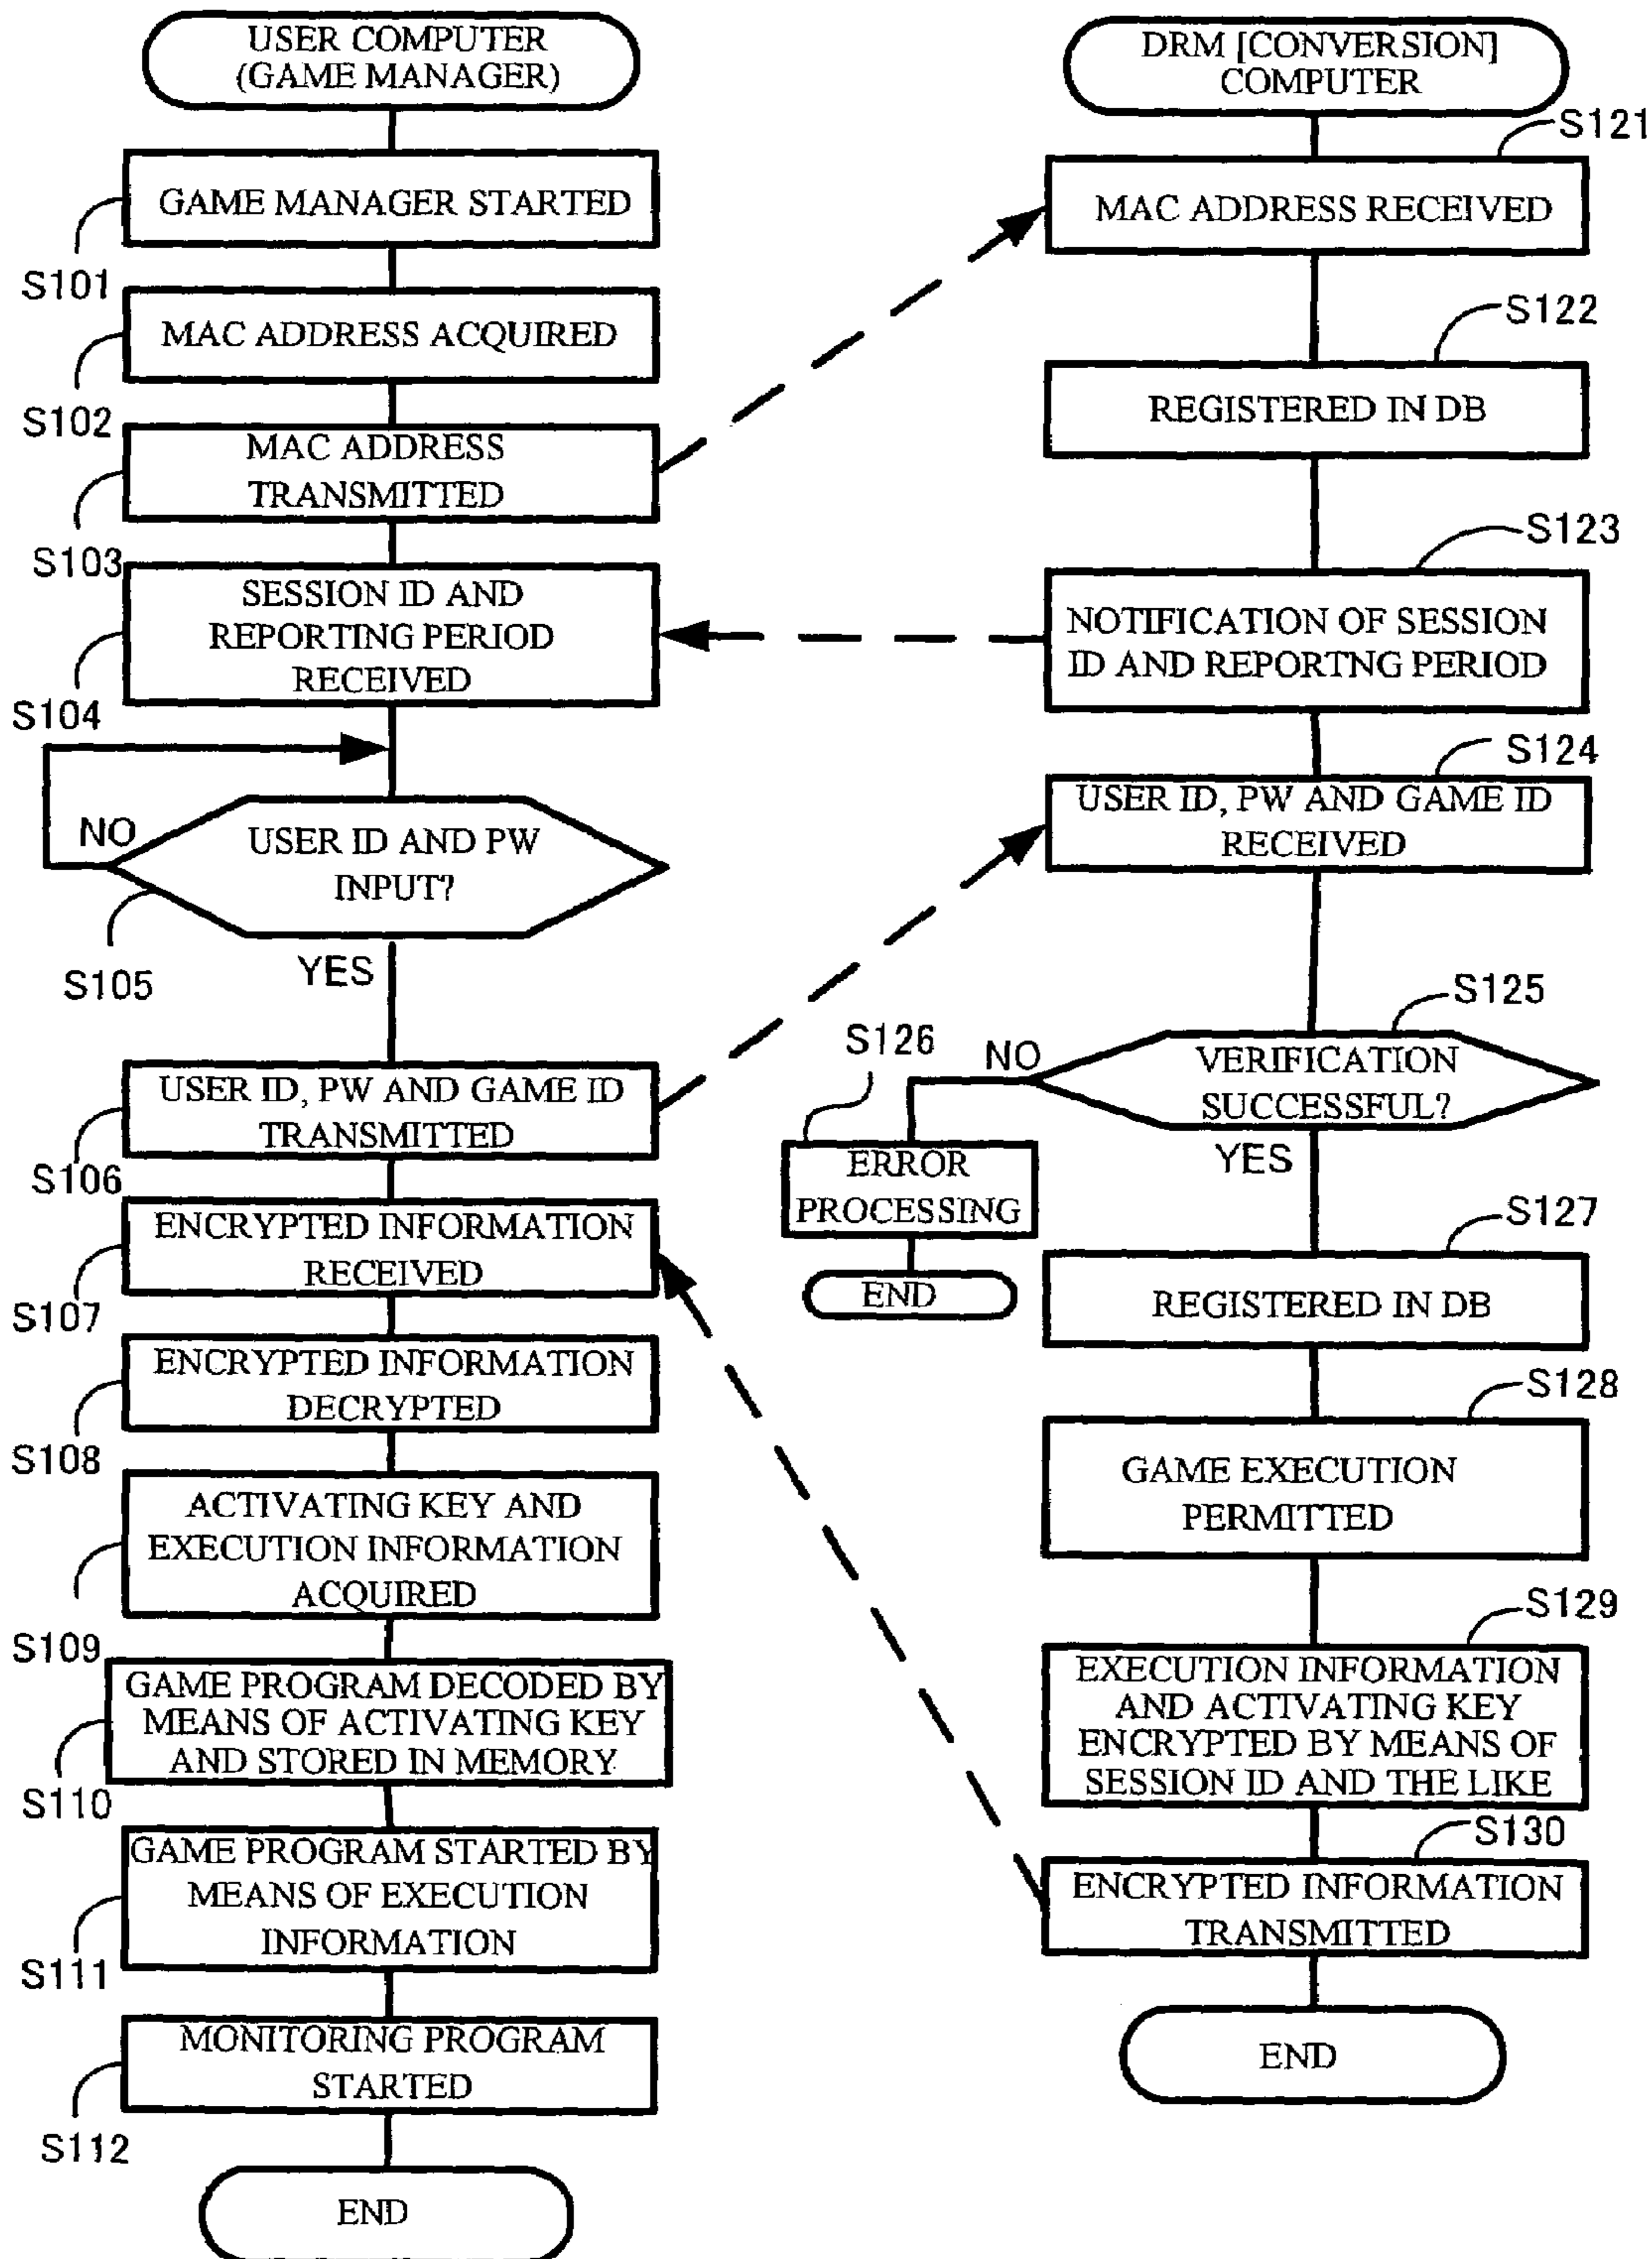 USER COMPUTER
(GAME MANAGER)
GAME MANAGER STARTED
S101
MAC ADDRESS ACQUIRED
S102
MAC ADDRESS
TRANSMITTED
S103
SESSION ID AND
REPORTING PERIOD
RECEIVED
S104
NO
USER ID AND PW
INPUT?
S105
YES
USER ID, PW AND GAME ID
TRANSMITTED
S106
ENCRYPTED INFORMATION
RECEIVED
S107
ENCRYPTED INFORMATION
DECRYPTED
S108
ACTIVATING KEY AND
EXECUTION INFORMATION
ACQUIRED
S109
GAME PROGRAM DECODED BY
MEANS OF ACTIVATING KEY
AND STORED IN MEMORY.
S110
GAME PROGRAM STARTED BY
MEANS OF EXECUTION
INFORMATION
S111
MONITORING PROGRAM
STARTED
S112
END
DRM [CONVERSION]
COMPUTER
S121
MAC ADDRESS RECEIVED
S122
REGISTERED IN DB
S123
NOTIFICATION OF SESSION
ID AND REPORTNG PERIOD
S124
USER ID, PW AND GAME ID
RECEIVED
S125
VERIFICATION
SUCCESSFUL?
NO
S126
ERROR
PROCESSING
END
YES
S127
REGISTERED IN DB
S128
GAME EXECUTION
PERMITTED
S129
EXECUTION INFORMATION
AND ACTIVATING KEY
ENCRYPTED BY MEANS OF
SESSION ID AND THE LIKE
S130
ENCRYPTED INFORMATION
TRANSMITTED
END